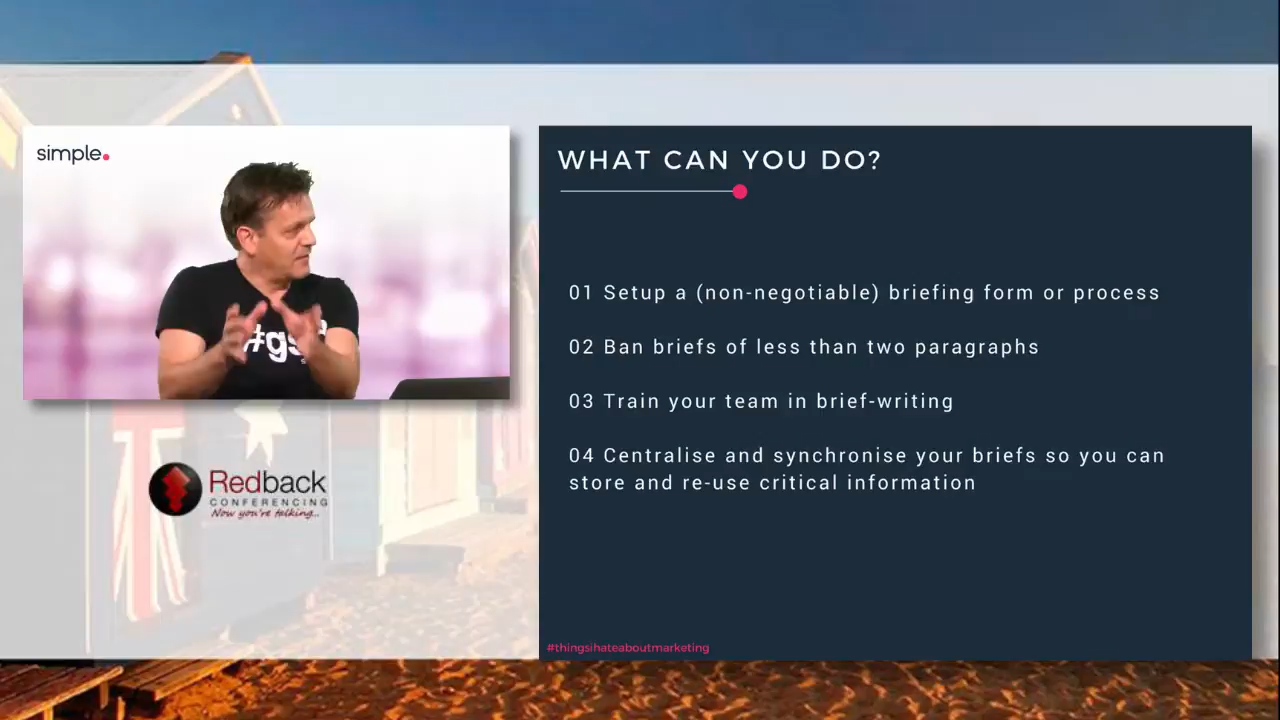 simple.
#gs
WHAT CAN YOU DO?
01 Setup a (non-negotiable) briefing form or process
02 Ban briefs of less than two paragraphs
03 Train your team in brief-writing
04 Centralise and synchronise your briefs so you can
store and re-use critical information
Redback
CONFERENCING
Now you're talking...
#thingsihateaboutmarketing